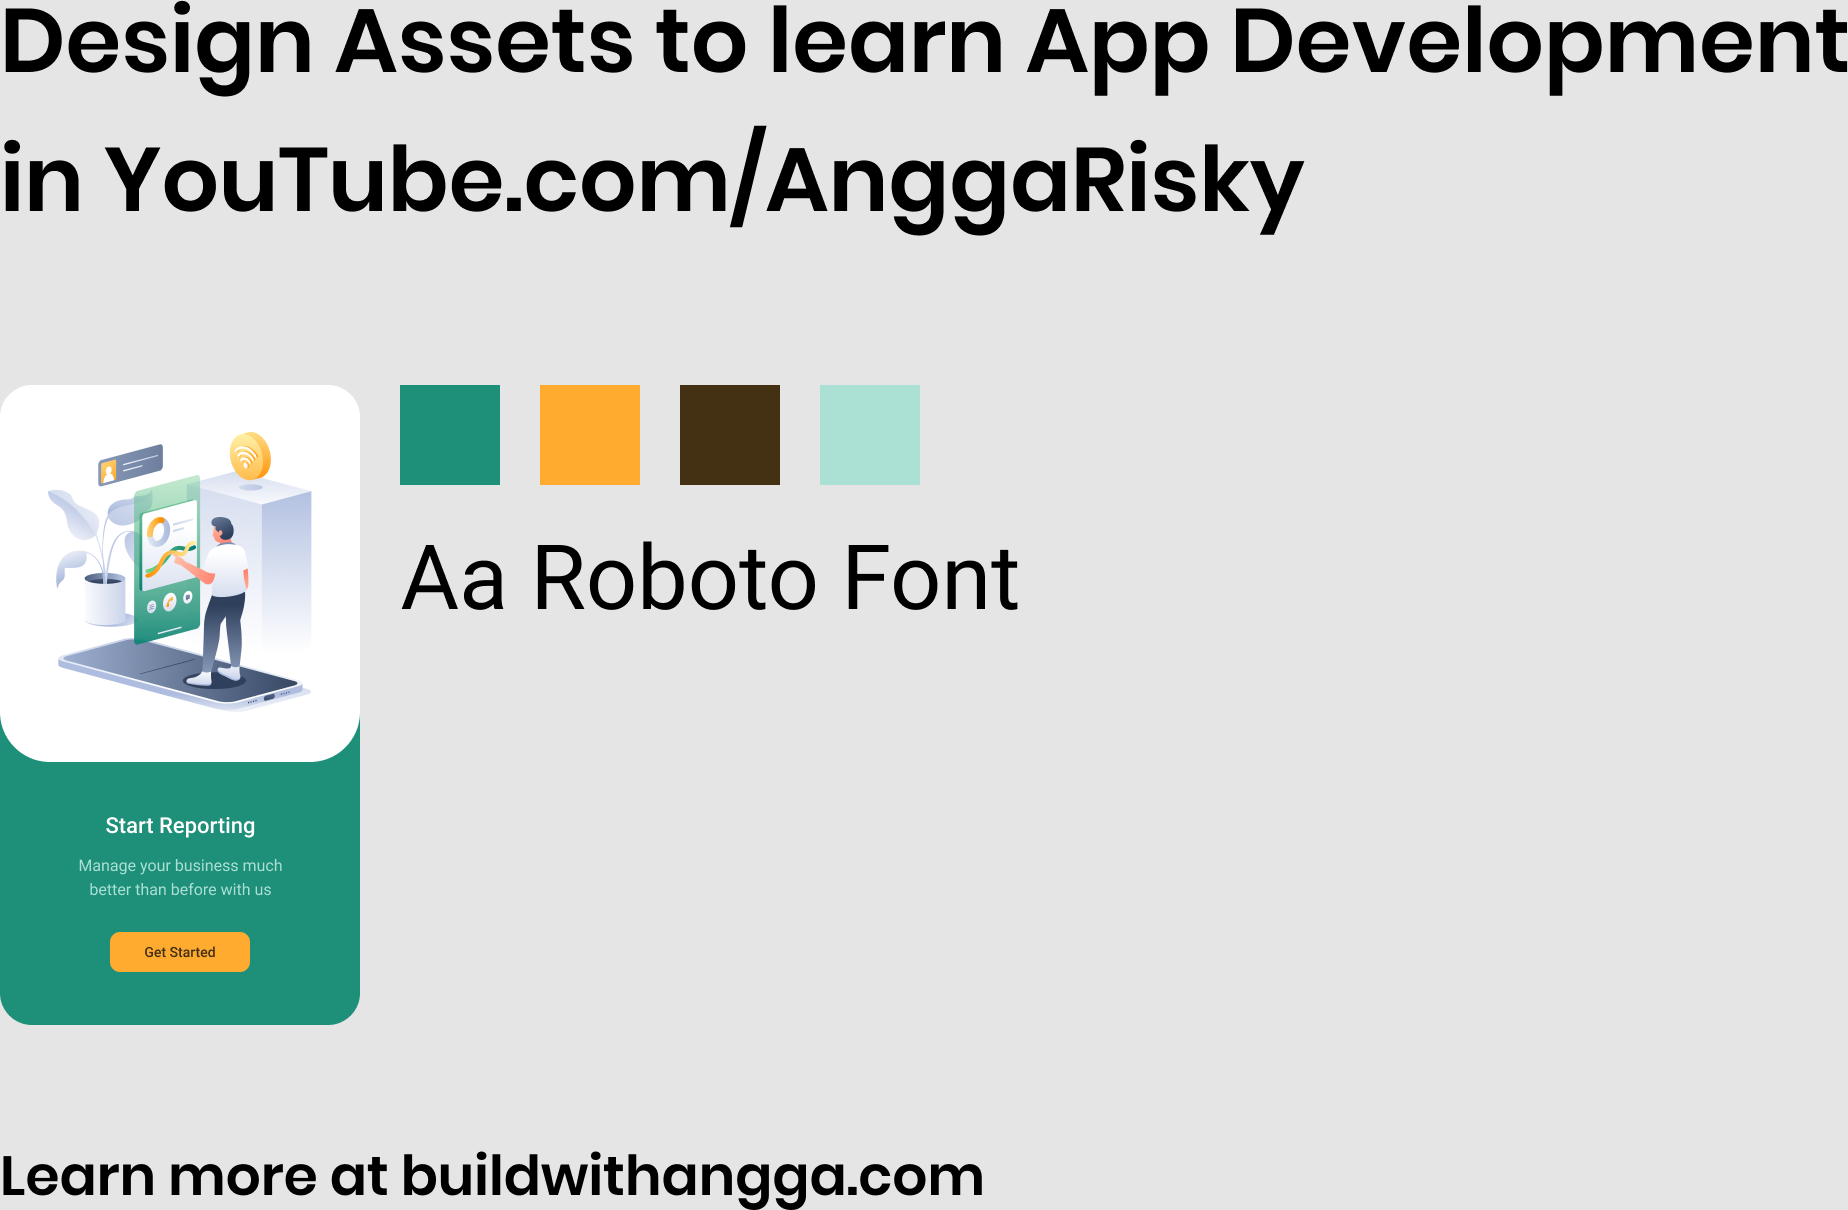 Design Assets to learn App Development
in YouTube.com/AnggaRisky
Aa Roboto Font
Start Reporting
Manage your business much
better than before with us
Get Started
Learn more at buildwithangga.com